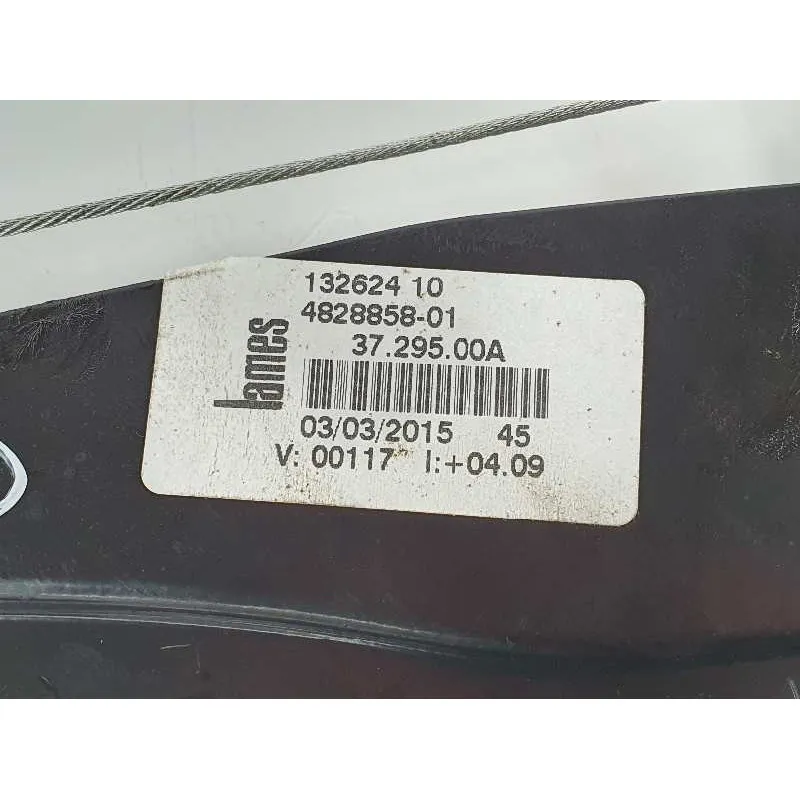 132624 10
4828858-01
37.295.00A
lames
03/03/2015 45
V: 00117 I:+04.09